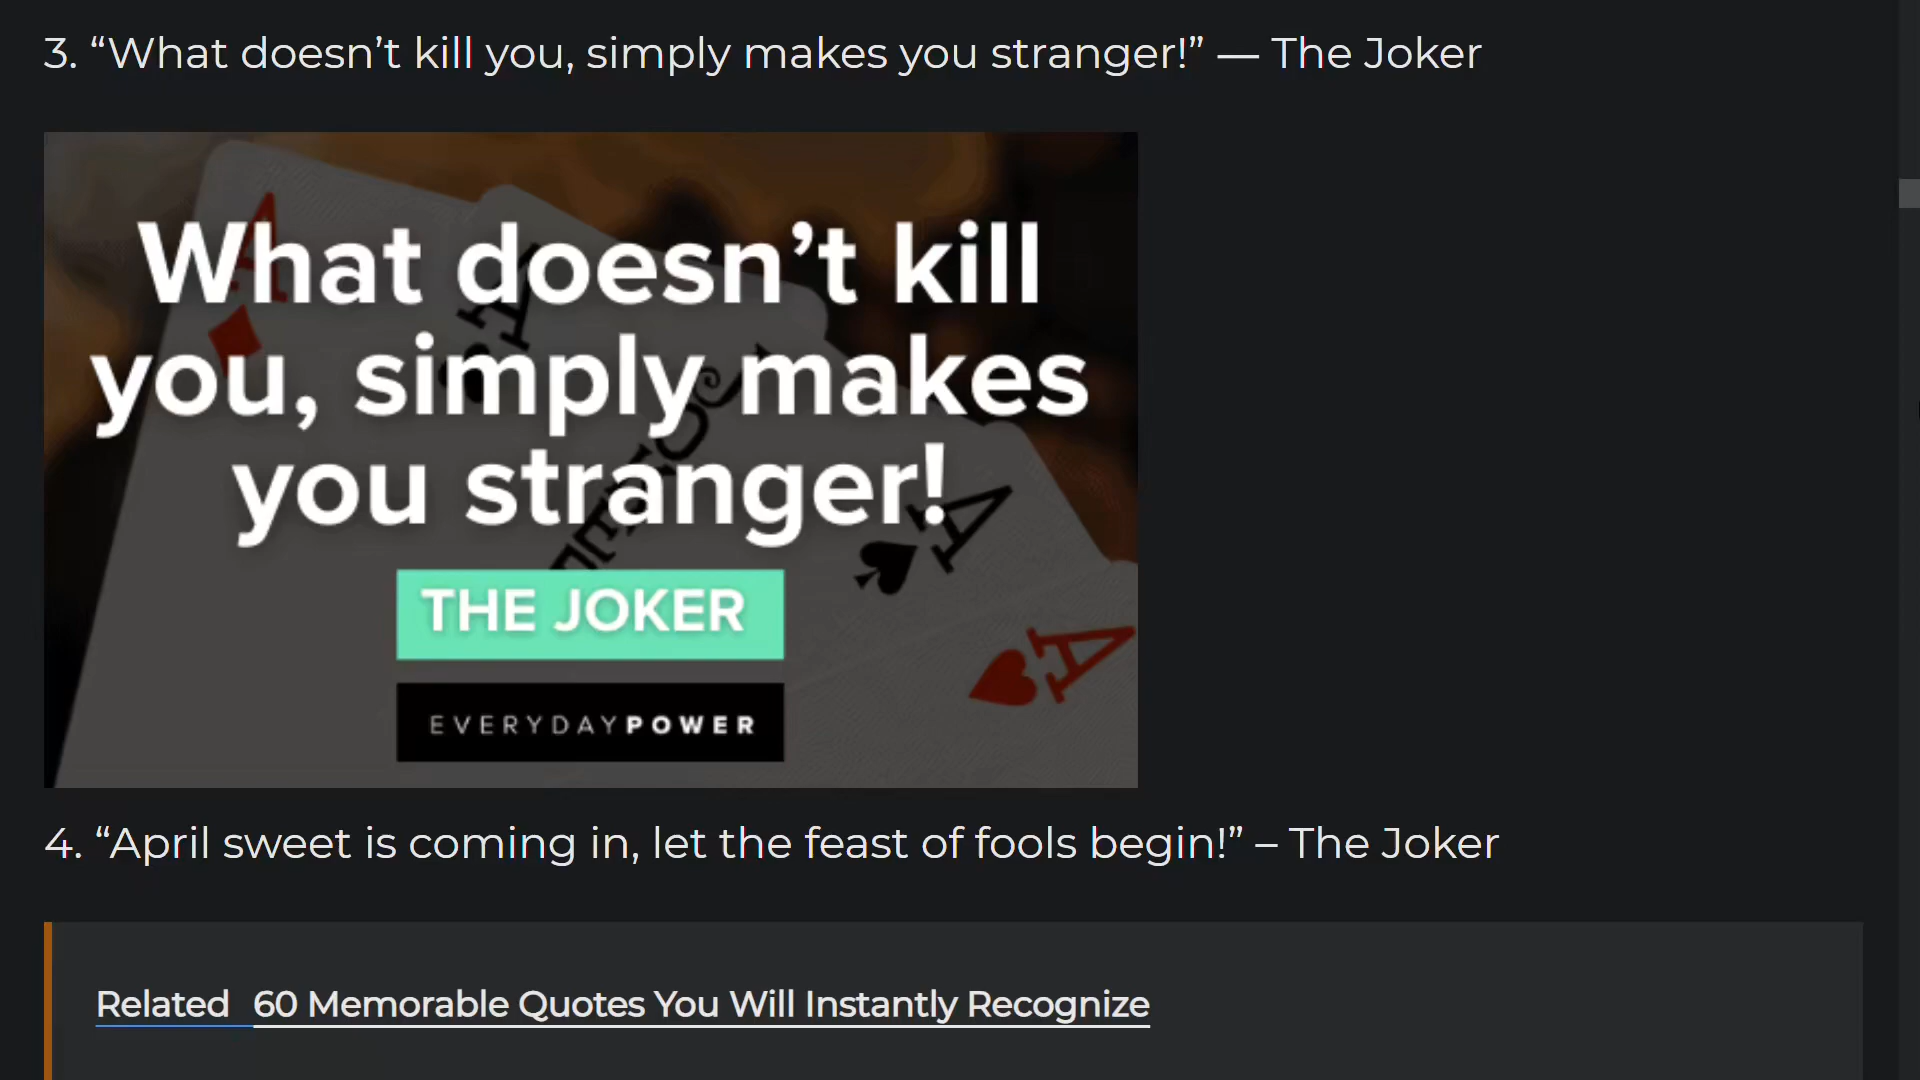 3. “What doesn’t kill you, simply makes you stranger!” — The Joker
What doesn’t kill
you, simply makes
you stranger!
THE JOKER
EVERYDAYPOWER
4. “April sweet is coming in, let the feast of fools begin!” – The Joker
Related 60 Memorable Quotes You Will Instantly Recognize